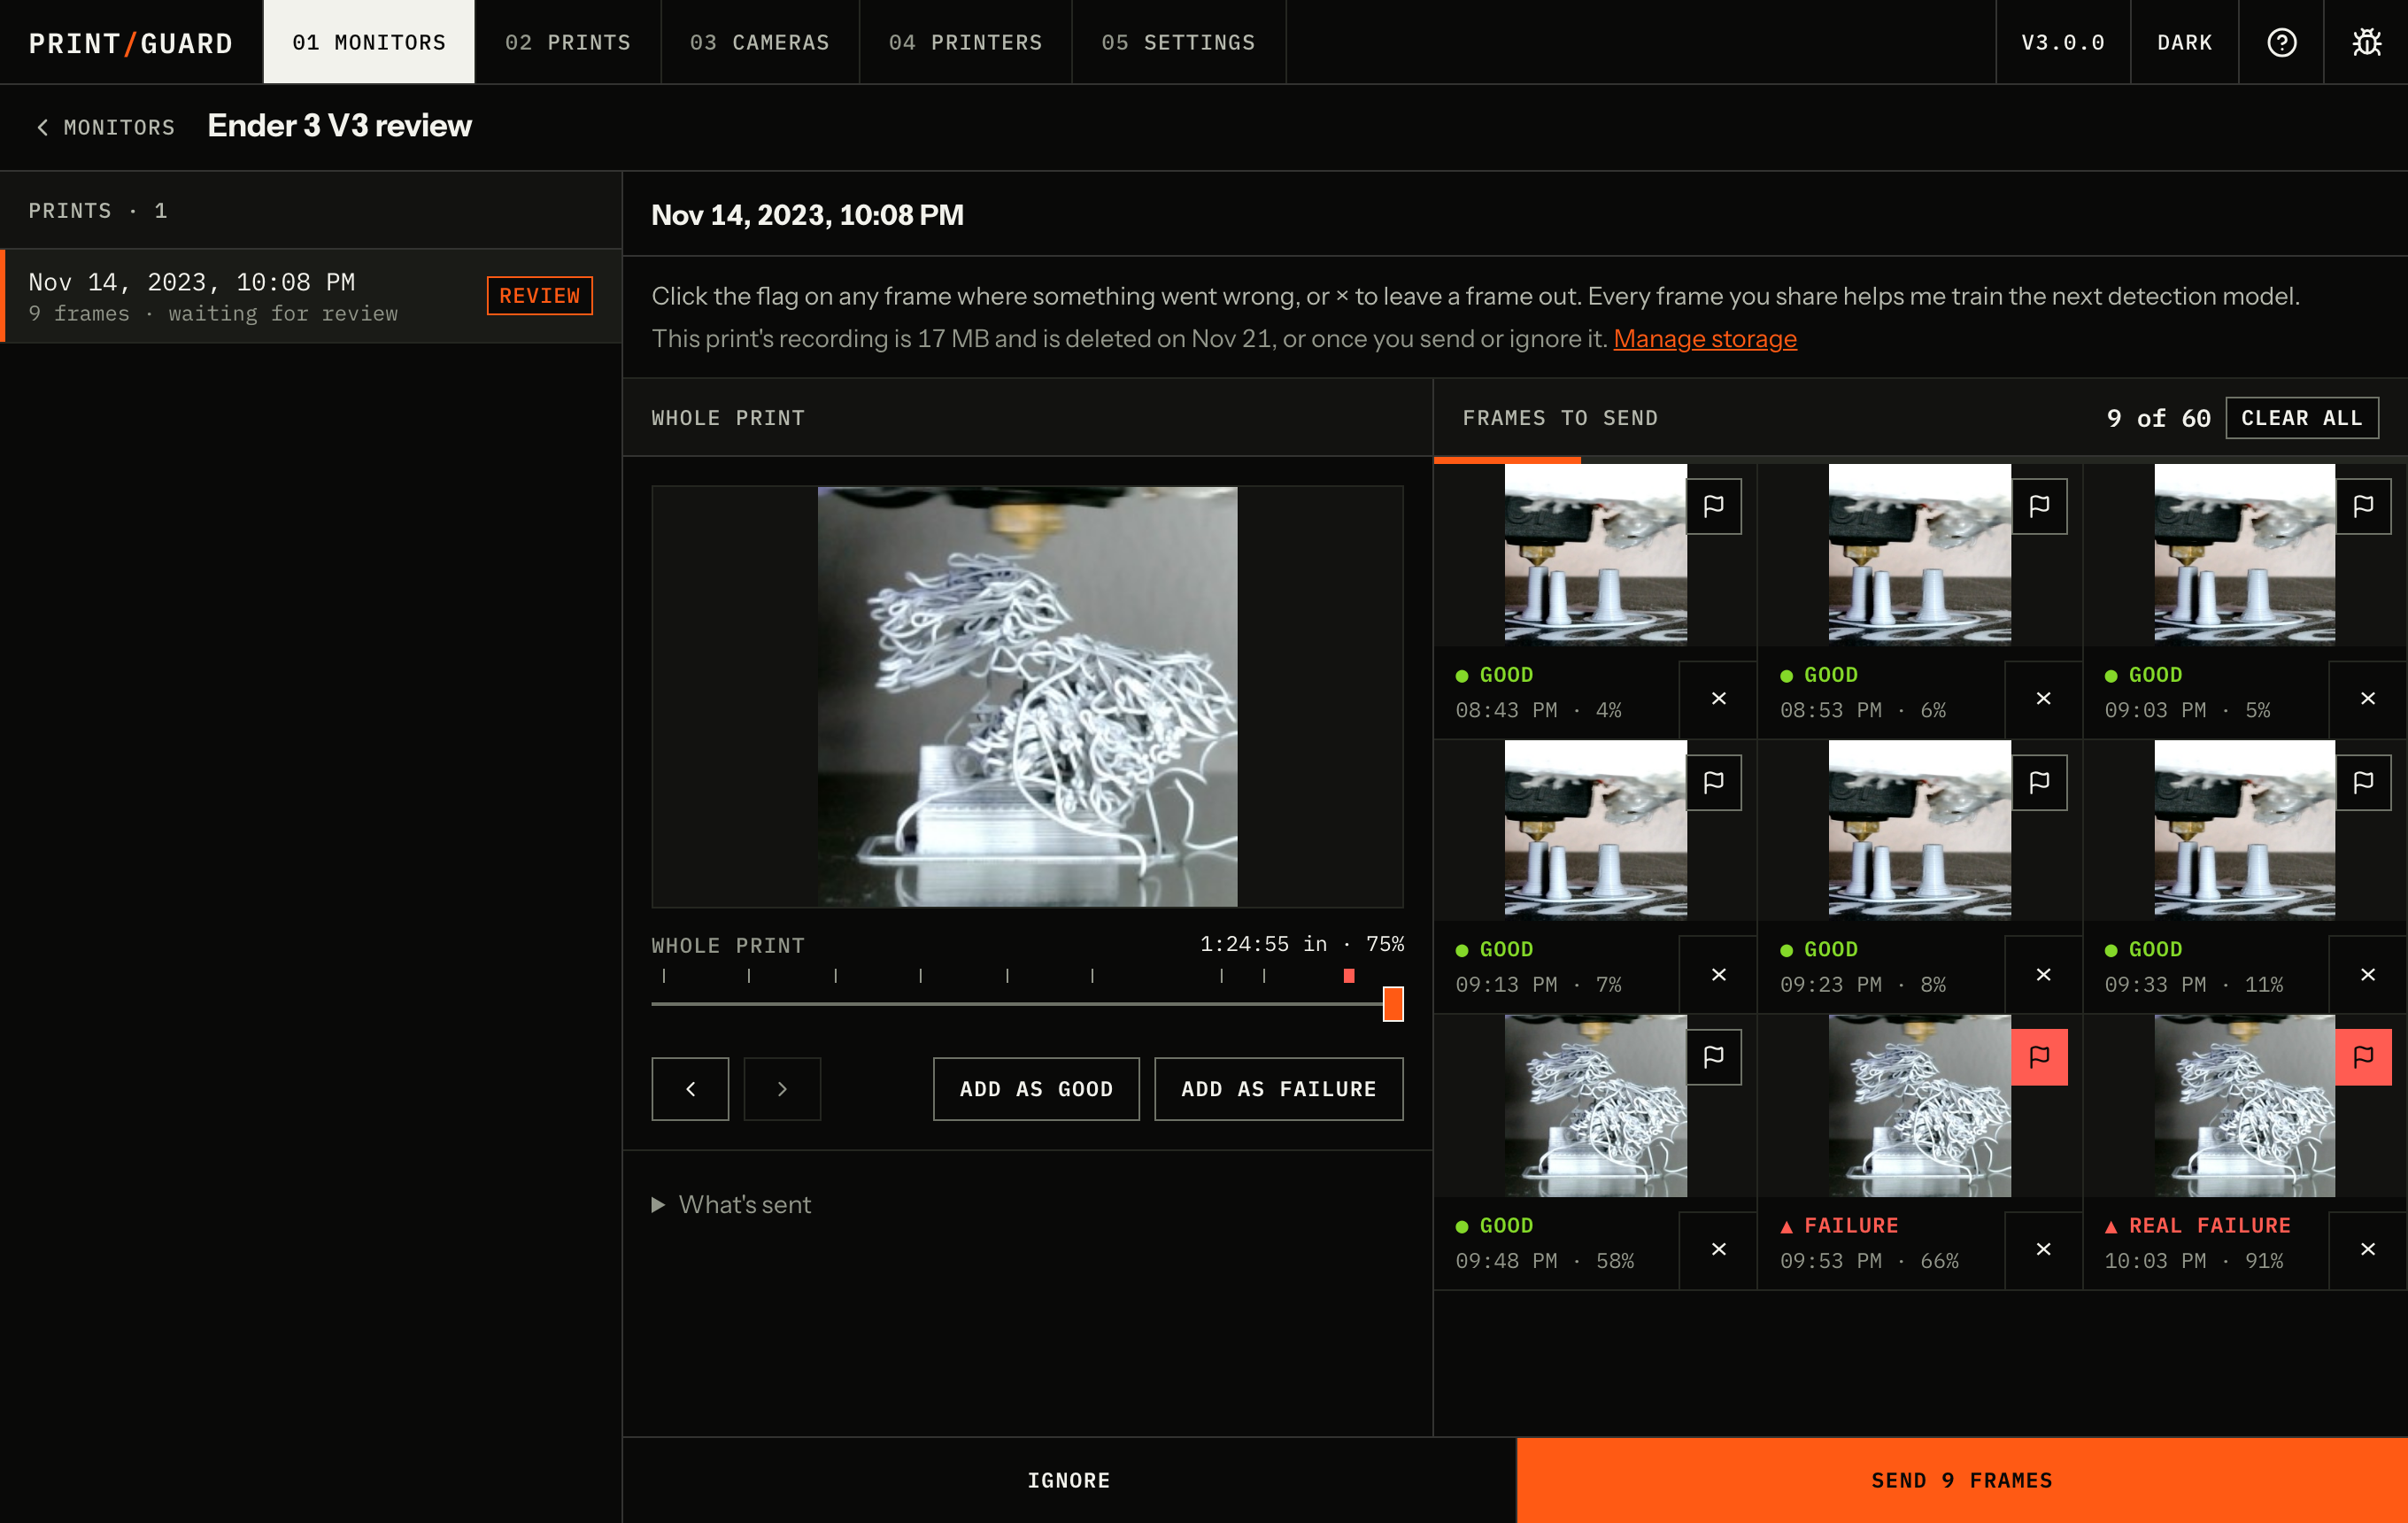 PRINT/GUARD
01 MONITORS
02 PRINTS
03 CAMERAS
04 PRINTERS
05 SETTINGS
V3.0.0
DARK
MONITORS
Ender 3 V3 review
PRINTS · 1
Nov 14, 2023, 10:08 PM
9 frames · waiting for review
REVIEW
Nov 14, 2023, 10:08 PM
Click the flag on any frame where something went wrong, or × to leave a frame out. Every frame you share helps me train the next detection model.
This print's recording is 17 MB and is deleted on Nov 21, or once you send or ignore it. Manage storage
WHOLE PRINT
WHOLE PRINT
1:24:55 in · 75%
ADD AS GOOD
ADD AS FAILURE
What's sent
FRAMES TO SEND
9 of 60
CLEAR ALL
GOOD
08:43 PM · 4%
GOOD
08:53 PM · 6%
GOOD
09:03 PM · 5%
GOOD
09:13 PM · 7%
GOOD
09:23 PM · 8%
GOOD
09:33 PM · 11%
GOOD
09:48 PM · 58%
FAILURE
09:53 PM · 66%
REAL FAILURE
10:03 PM · 91%
IGNORE
SEND 9 FRAMES